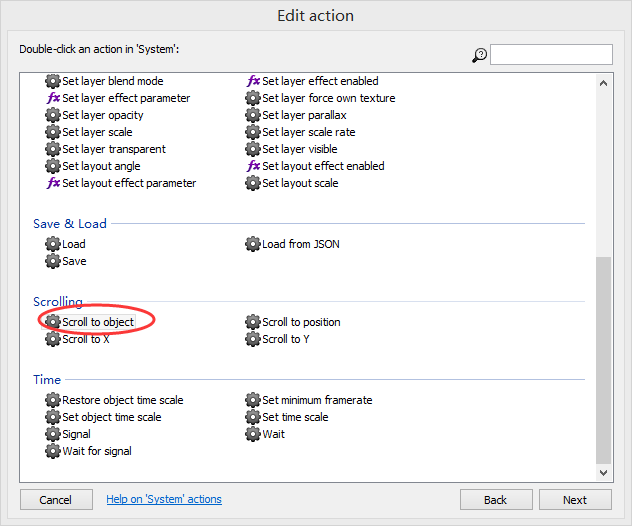 Edit action
Double-click an action in 'System':
Set layer blend mode
Set layer effect enabled
fx Set layer effect parameter
Set layer force own texture
Set layer opacity
Set layer parallax
Set layer scale
Set layer scale rate
Set layer transparent
Set layer visible
Set layout angle
fx Set layout effect enabled
fx Set layout effect parameter
Set layout scale
Save & Load
Load
Load from JSON
Save
Scrolling
Scroll to object
Scroll to position
Scroll to X
Scroll to Y
Time
Restore object time scale
Set minimum framerate
Set object time scale
Set time scale
Signal
Wait
Wait for signal
Cancel
Help on 'System' actions
Back
Next